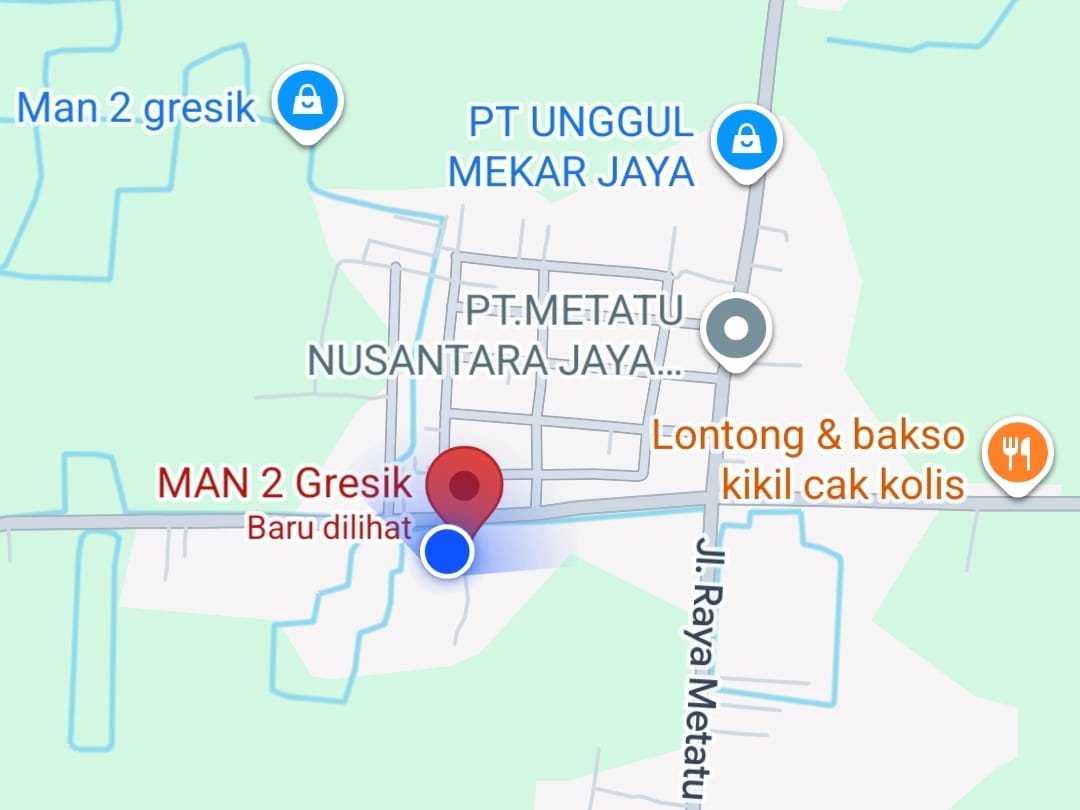 Man 2 gresik
PT UNGGUL
MEKAR JAYA
PT.METATU
NUSANTARA JAYA...
Lontong & bakso
kikil cak kolis
MAN 2 Gresik
Baru dilihat
Jl. Raya Metatu